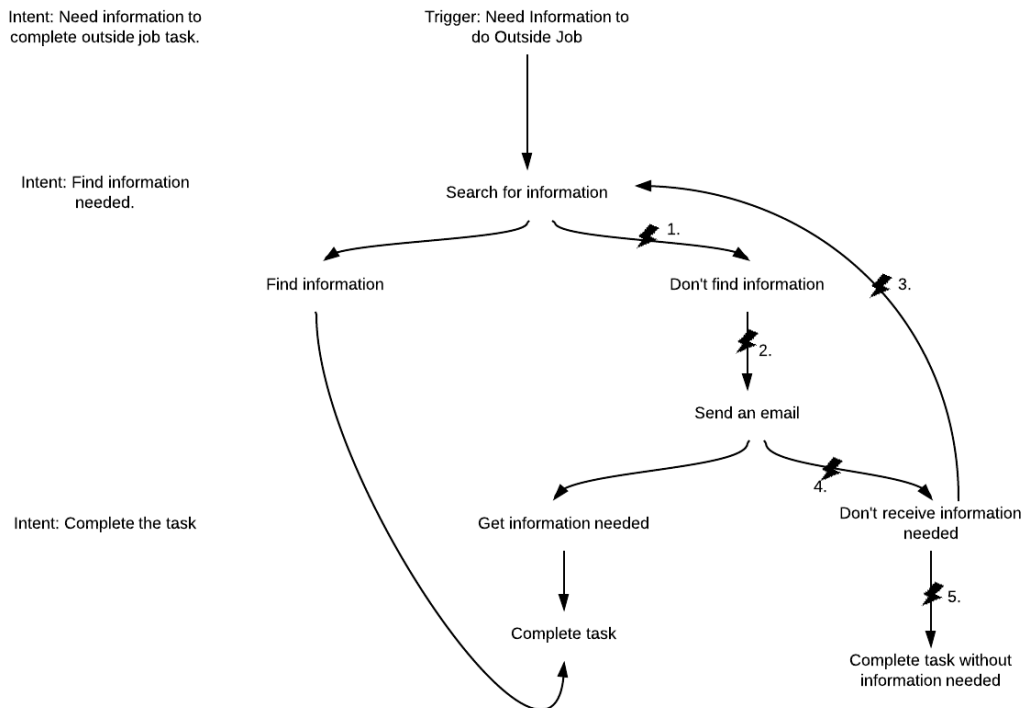 Intent: Need information to
complete outside job task.
Trigger: Need Information to
do Outside Job
Intent: Find information
needed.
Search for information
1.
Find information
Don't find information
3.
2.
Send an email
4.
Intent: Complete the task
Get information needed
Don't receive information
needed
5.
Complete task
Complete task without
information needed